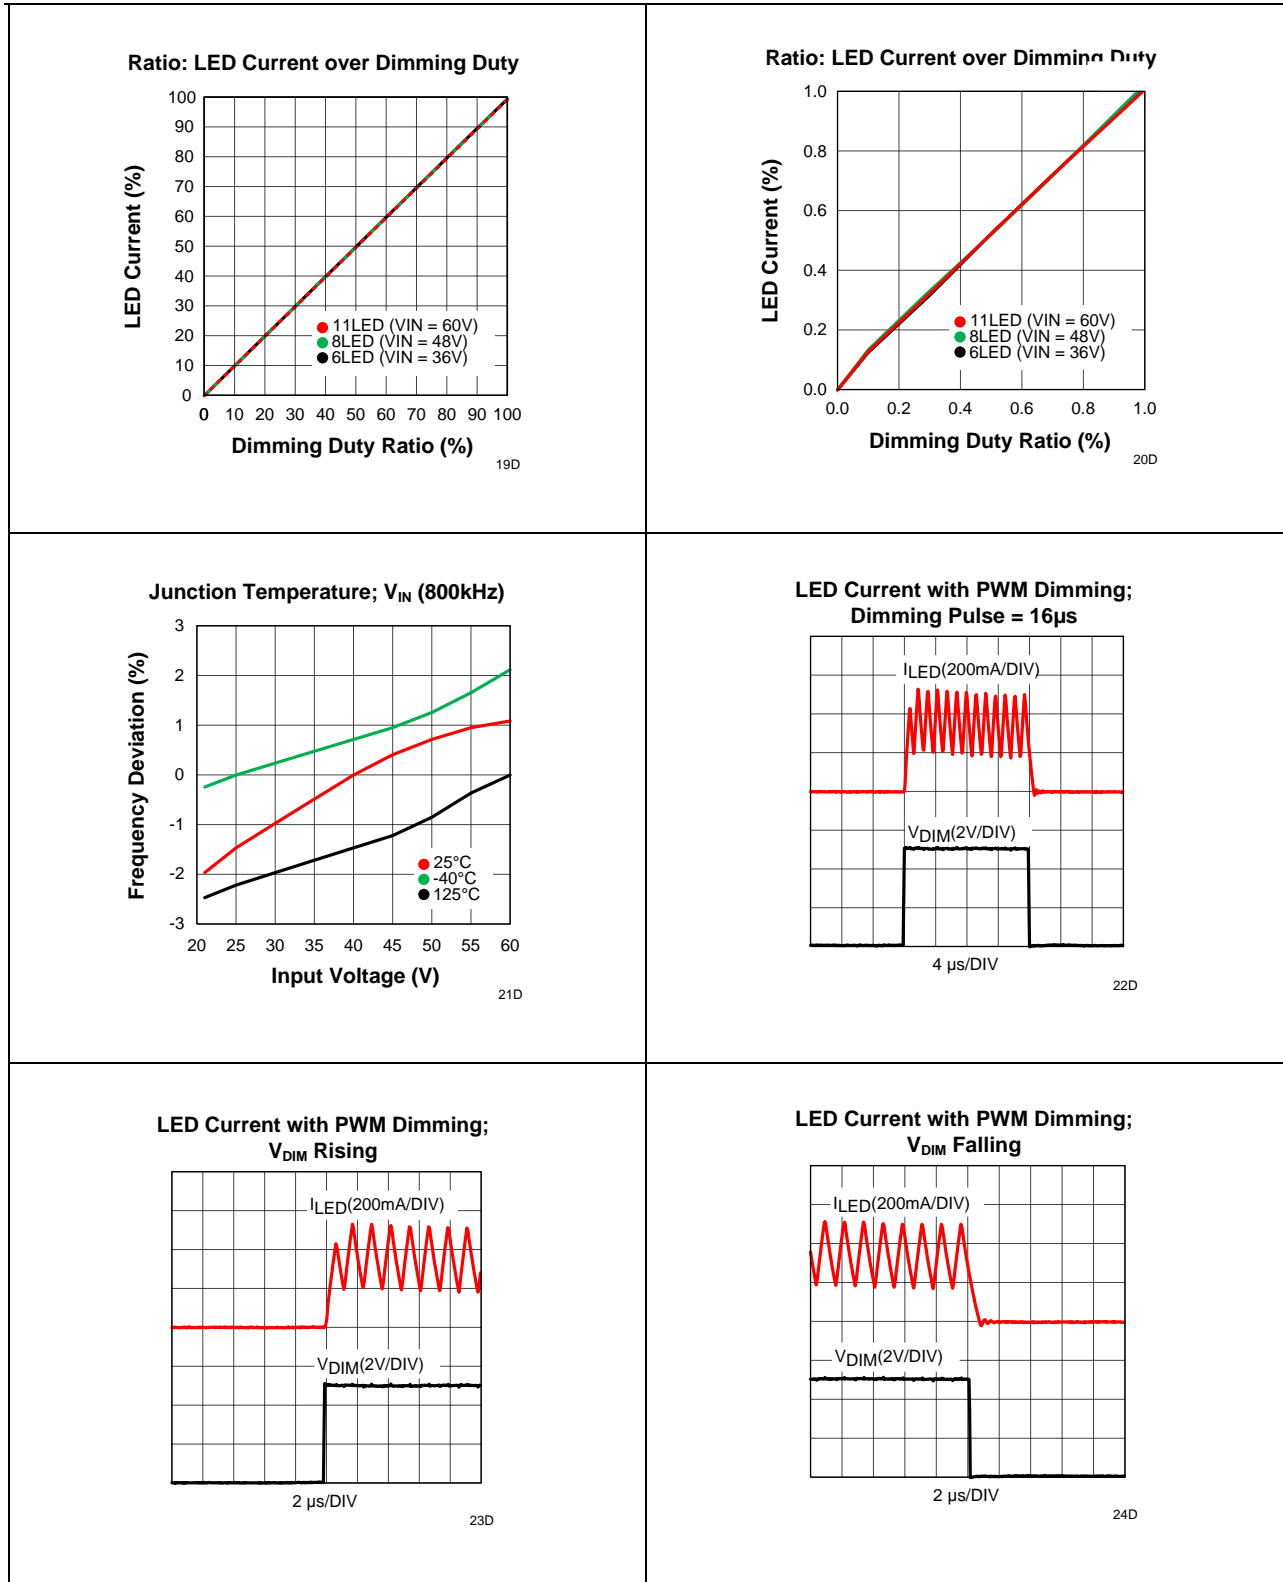 Ratio: LED Current over Dimming Duty
100
90
80
70
60
50
40
30
20
10
0
LED Current (%)
11LED (VIN = 60V)
8LED (VIN = 48V)
6LED (VIN = 36V)
0 10 20 30 40 50 60 70 80 90 100
Dimming Duty Ratio (%)
19D
Ratio: LED Current over Dimming Duty
1.0
0.8
0.6
0.4
0.2
0.0
LED Current (%)
11LED (VIN = 60V)
8LED (VIN = 48V)
6LED (VIN = 36V)
0.0 0.2 0.4 0.6 0.8 1.0
Dimming Duty Ratio (%)
20D
Junction Temperature; VIN (800kHz)
3
2
1
0
-1
-2
-3
Frequency Deviation (%)
25°C
-40°C
125°C
20 25 30 35 40 45 50 55 60
Input Voltage (V)
21D
LED Current with PWM Dimming;
Dimming Pulse = 16µs
ILED(200mA/DIV)
VDIM(2V/DIV)
4 µs/DIV
22D
LED Current with PWM Dimming;
VDIM Rising
ILED(200mA/DIV)
VDIM(2V/DIV)
2 µs/DIV
23D
LED Current with PWM Dimming;
VDIM Falling
ILED(200mA/DIV)
VDIM(2V/DIV)
2 µs/DIV
24D